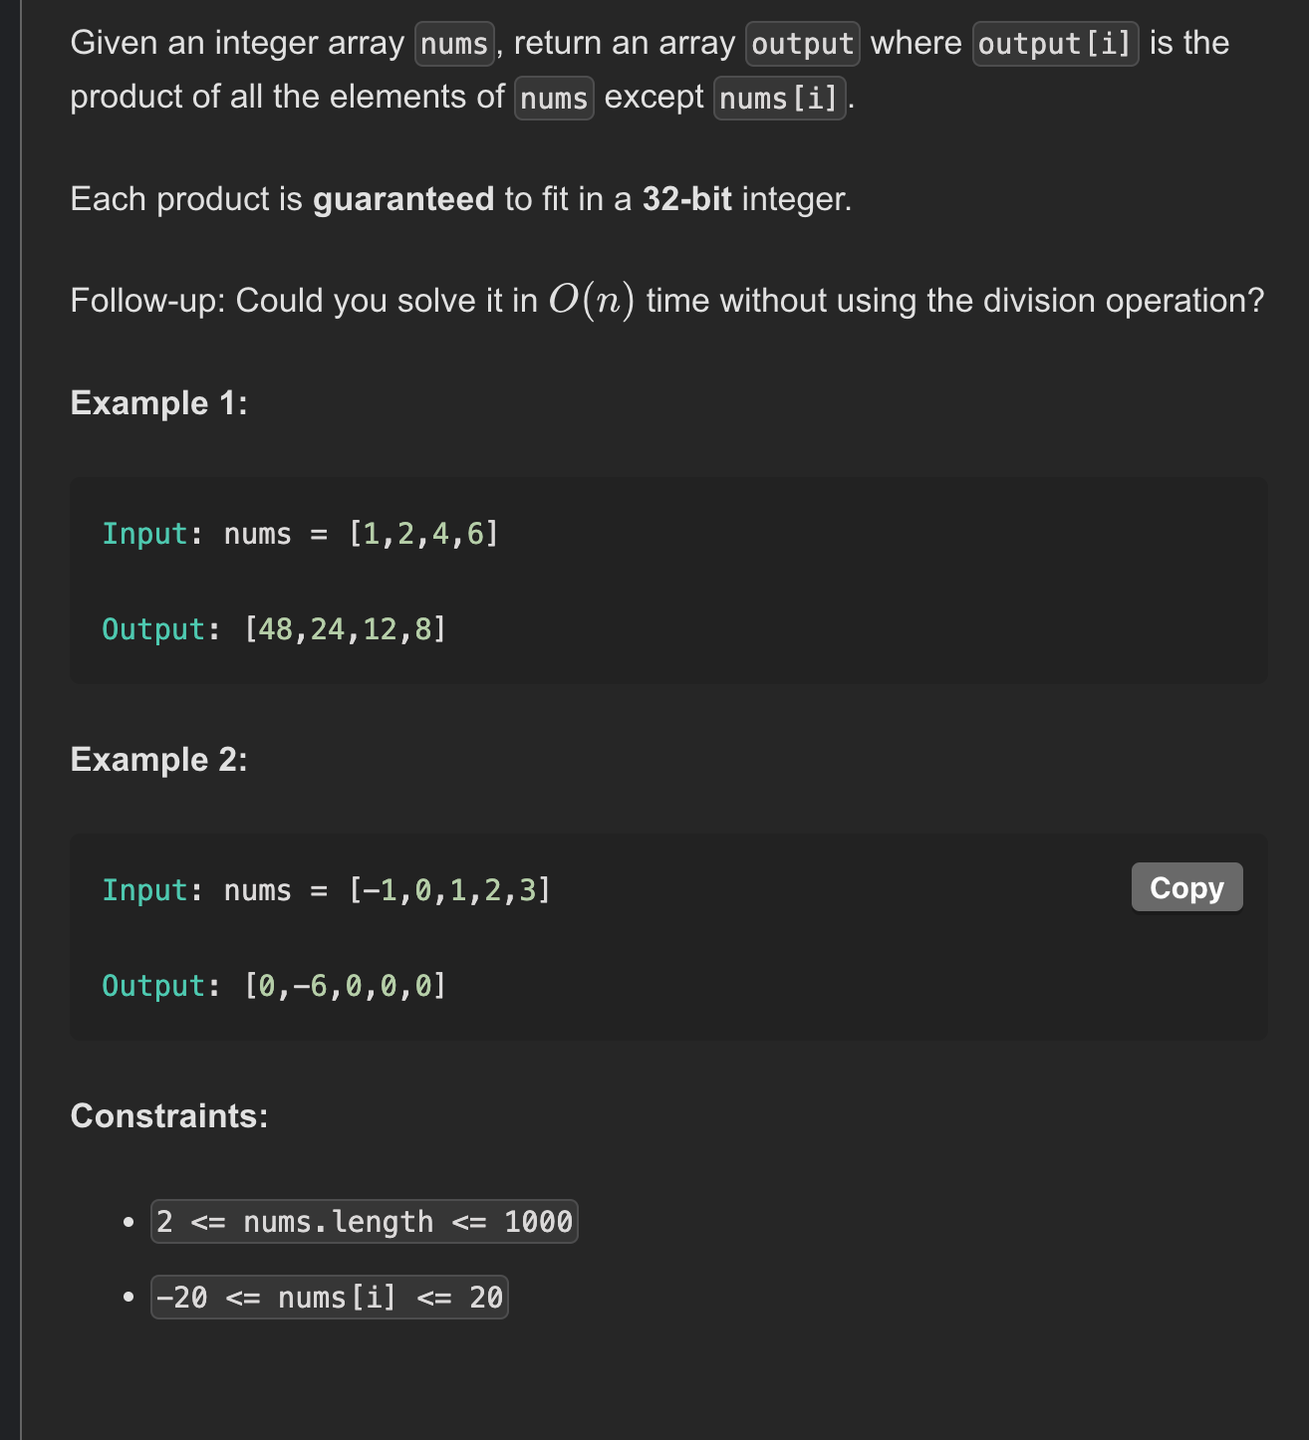 Given an integer array nums, return an array output where output[i] is the
product of all the elements of nums except nums[i].
Each product is guaranteed to fit in a 32-bit integer.
Follow-up: Could you solve it in O(n) time without using the division operation?
Example 1:
Input: nums = [1,2,4,6]
Output: [48,24,12,8]
Example 2:
Input: nums = [-1,0,1,2,3]
Copy
Output: [0,-6,0,0,0]
Constraints:
• 2 <= nums.length <= 1000
• -20 <= nums[i] <= 20